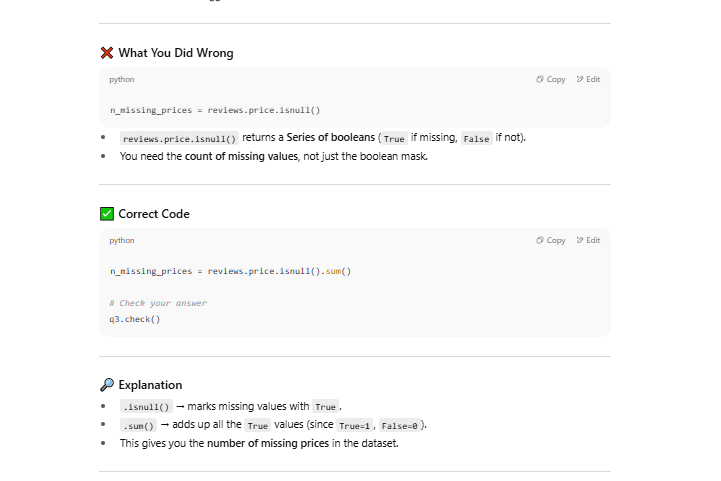 What You Did Wrong
python Copy Edit
n_missing_prices = reviews.price.isnull()
• reviews.price.isnull() returns a Series of booleans ( True if missing, False if not).
• You need the count of missing values, not just the boolean mask.
Correct Code
python Copy Edit
n_missing_prices = reviews.price.isnull().sum()
# Check your answer
q3.check()
Explanation
• .isnull() → marks missing values with True .
• .sum() → adds up all the True values (since True=1 , False=0 ).
• This gives you the number of missing prices in the dataset.